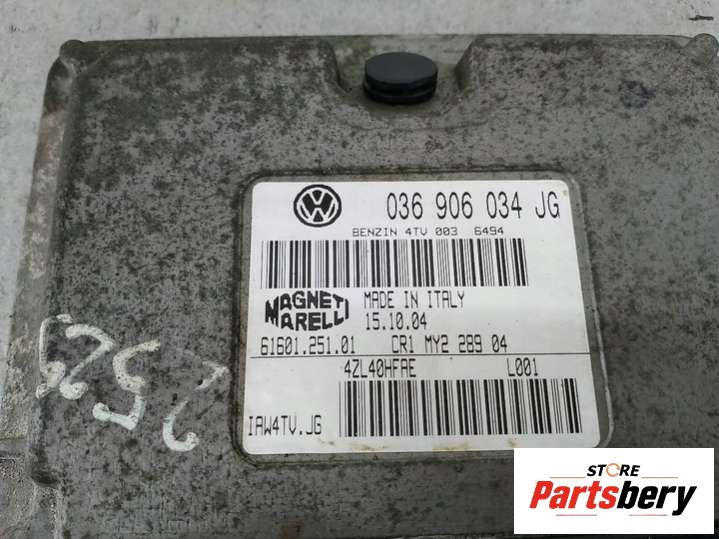 036 906 034 JG
BENZIN 4TV 003 6494
MAGNETI
MARELLI
MADE IN ITALY
15.10.04
61601.251.01 CR1 MY2 289 04
4ZL40HFAE L001
IAW4TV.JG
STORE
Partsbery